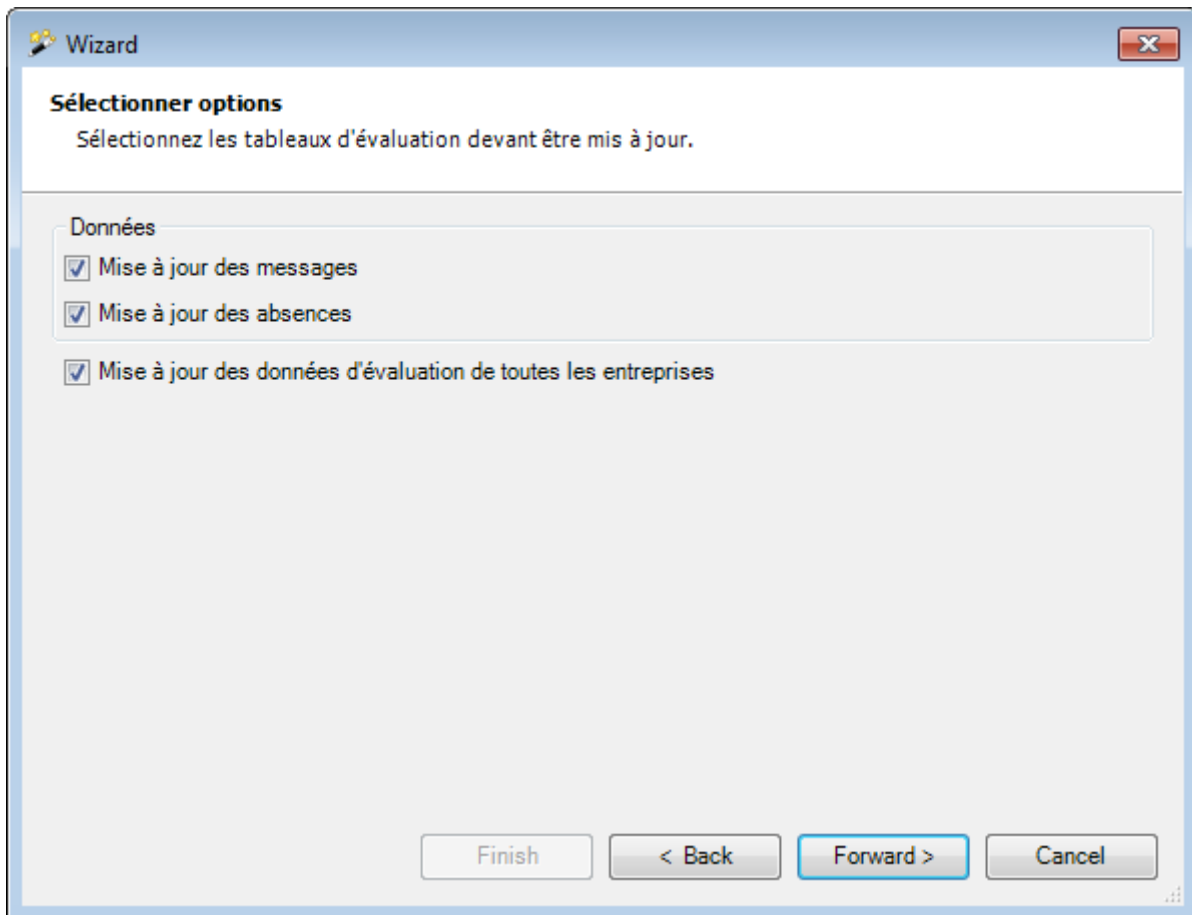 Wizard
Sélectionner options
Sélectionnez les tableaux d'évaluation devant être mis à jour.
Données
Mise à jour des messages
Mise à jour des absences
Mise à jour des données d'évaluation de toutes les entreprises
Finish
< Back
Forward >
Cancel